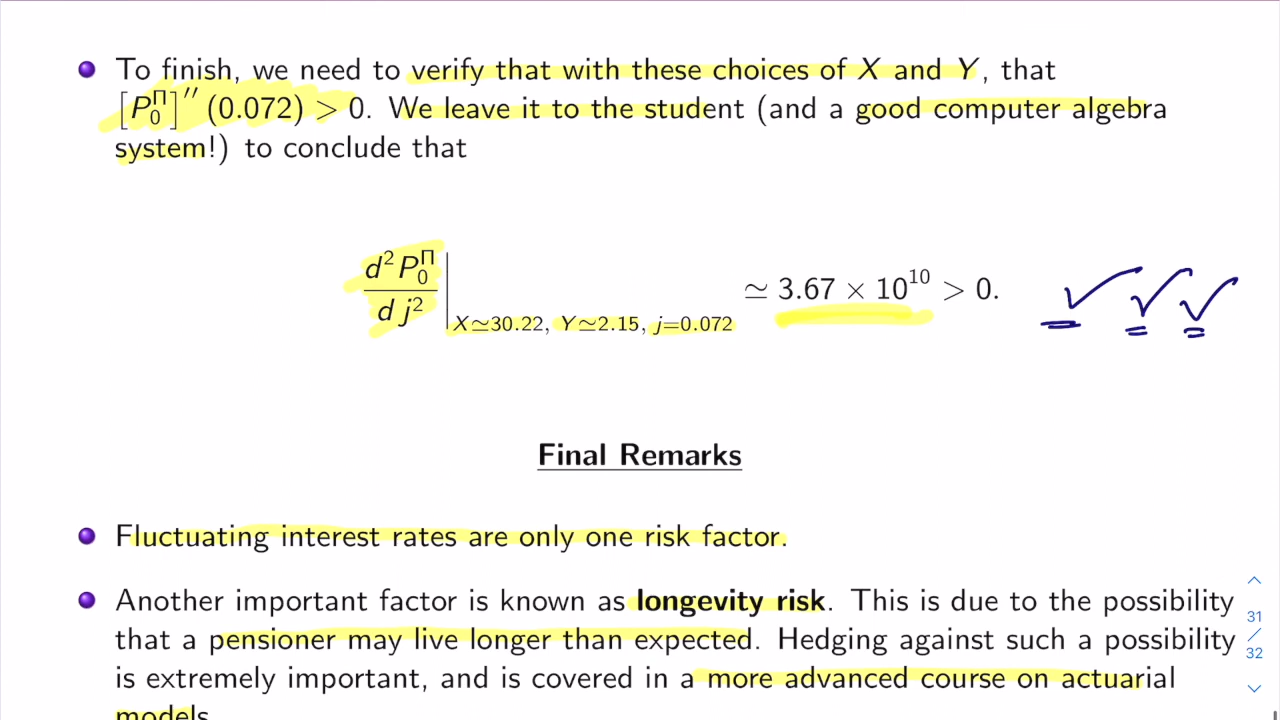 To finish, we need to verify that with these choices of X and Y, that
[P₀^Π]″ (0.072) > 0. We leave it to the student (and a good computer algebra
system!) to conclude that
d²P₀^Π / d j² |_{X≃30.22, Y≃2.15, j=0.072} ≃ 3.67 × 10¹⁰ > 0.
Final Remarks
Fluctuating interest rates are only one risk factor.
Another important factor is known as longevity risk. This is due to the possibility
that a pensioner may live longer than expected. Hedging against such a possibility
is extremely important, and is covered in a more advanced course on actuarial
models.
31
/
32